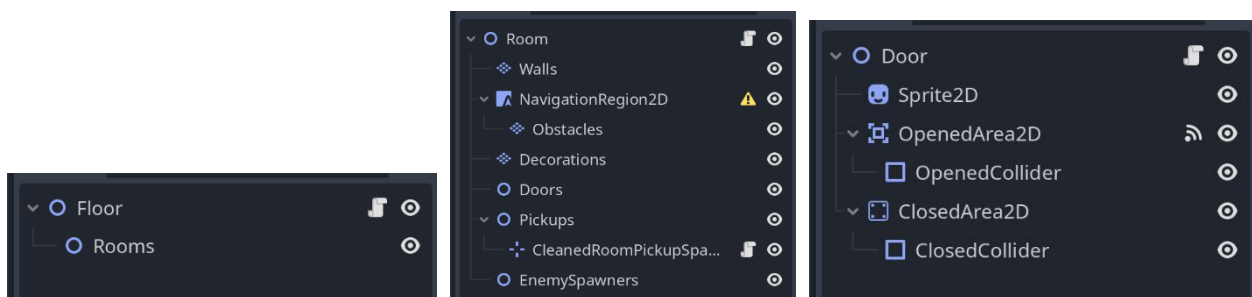 Floor
Rooms
Room
Walls
NavigationRegion2D
Obstacles
Decorations
Doors
Pickups
CleanedRoomPickupSpa...
EnemySpawners
Door
Sprite2D
OpenedArea2D
OpenedCollider
ClosedArea2D
ClosedCollider